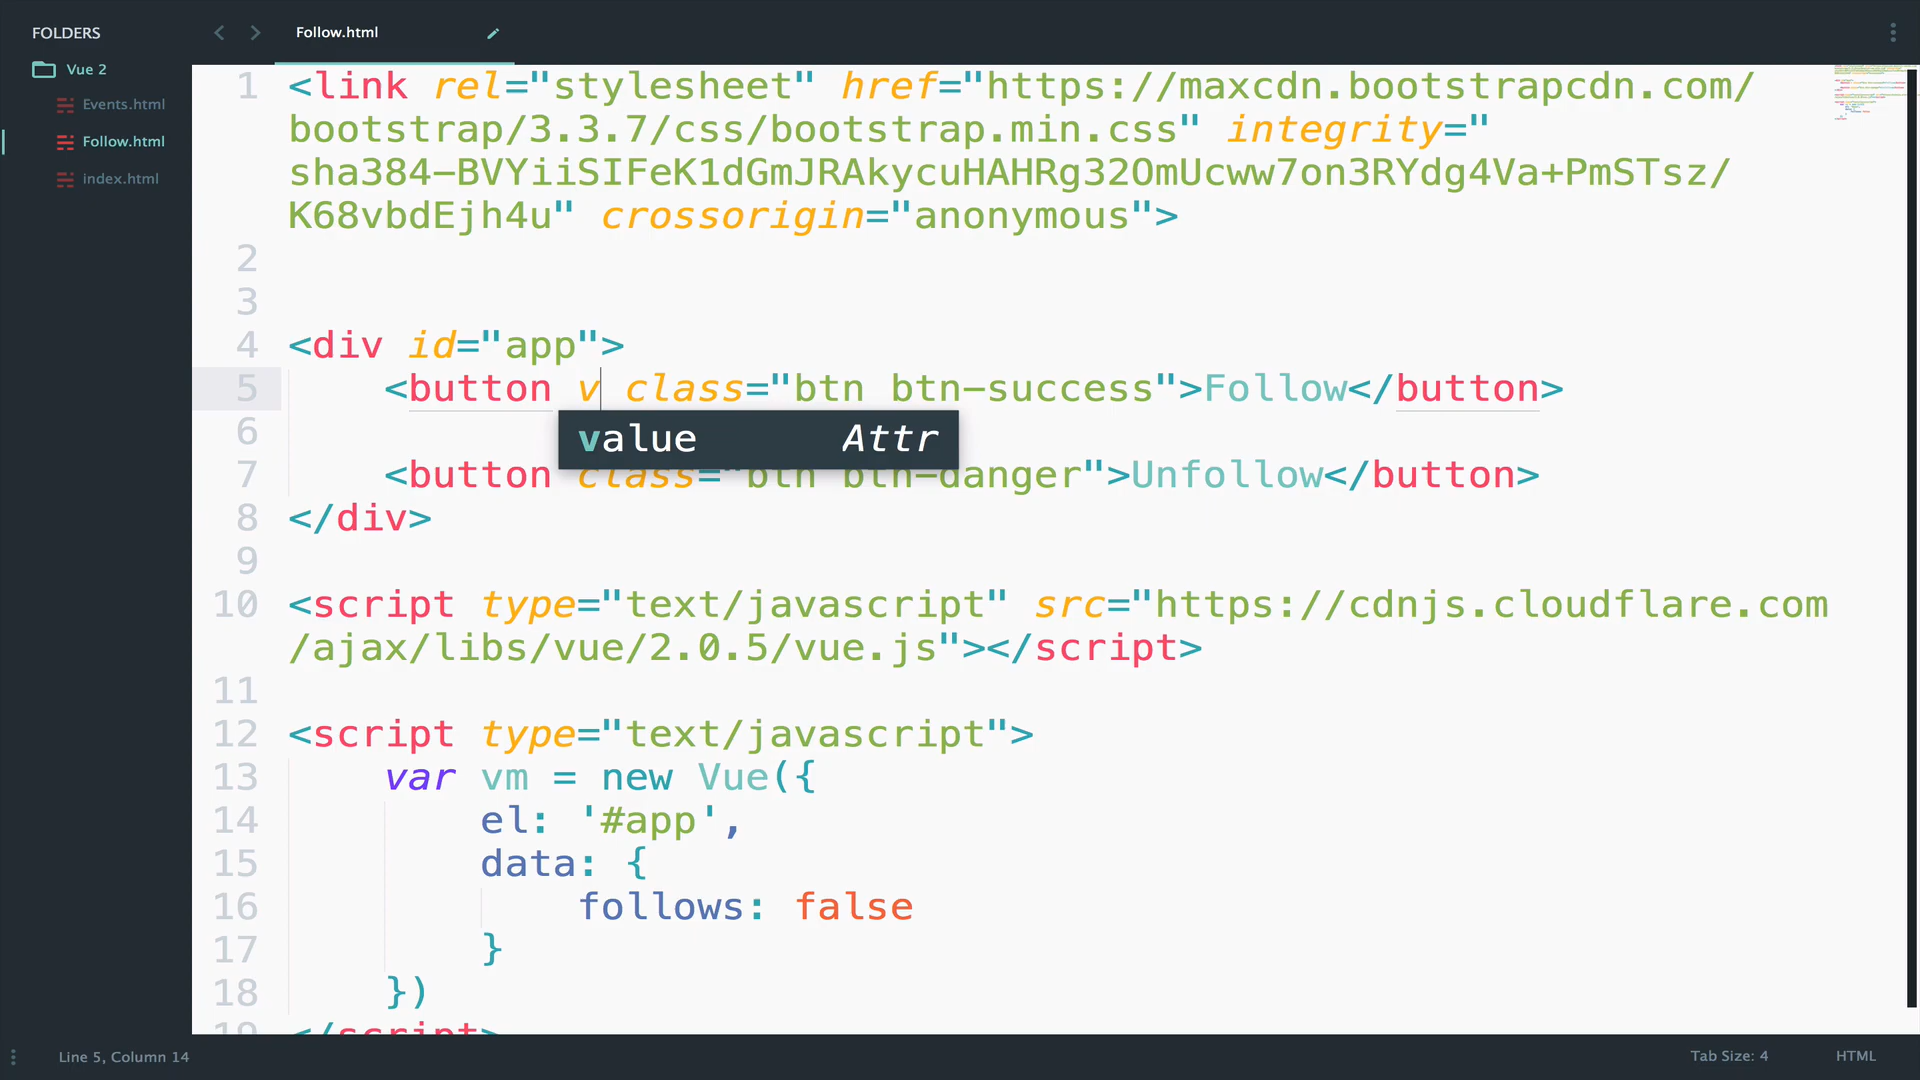 FOLDERS
Vue 2
Events.html
Follow.html
index.html
Follow.html
1 <link rel="stylesheet" href="https://maxcdn.bootstrapcdn.com/
bootstrap/3.3.7/css/bootstrap.min.css" integrity="
sha384-BVYiiSIFeK1dGmJRAkycuHAHRg32OmUcww7on3RYdg4Va+PmSTsz/
K68vbdEjh4u" crossorigin="anonymous">
2
3
4 <div id="app">
5 <button v class="btn btn-success">Follow</button>
6
value Attr
7 <button class="btn btn-danger">Unfollow</button>
8 </div>
9
10 <script type="text/javascript" src="https://cdnjs.cloudflare.com
/ajax/libs/vue/2.0.5/vue.js"></script>
11
12 <script type="text/javascript">
13 var vm = new Vue({
14 el: '#app',
15 data: {
16 follows: false
17 }
18 })
19 </script>
Line 5, Column 14
Tab Size: 4
HTML